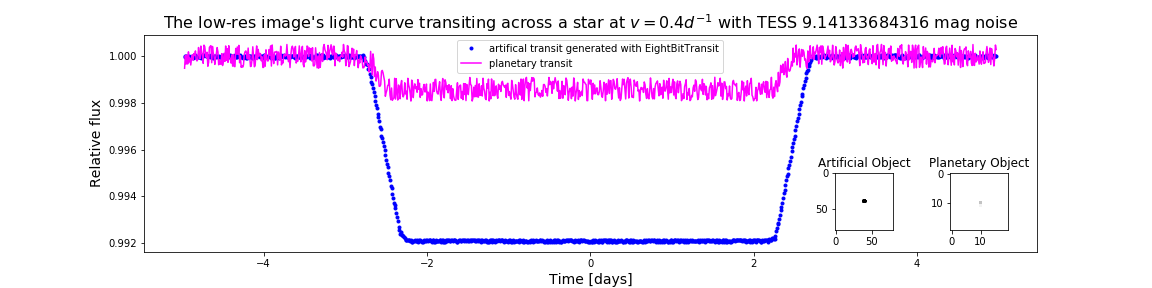 The low-res image's light curve transiting across a star at v = 0.4d⁻¹ with TESS 9.14133684316 mag noise
artifical transit generated with EightBitTransit
planetary transit
Relative flux
1.000
0.998
0.996
0.994
0.992
Artificial Object
0
50
0 50
Planetary Object
0
10
0 10
−4 −2 0 2 4
Time [days]